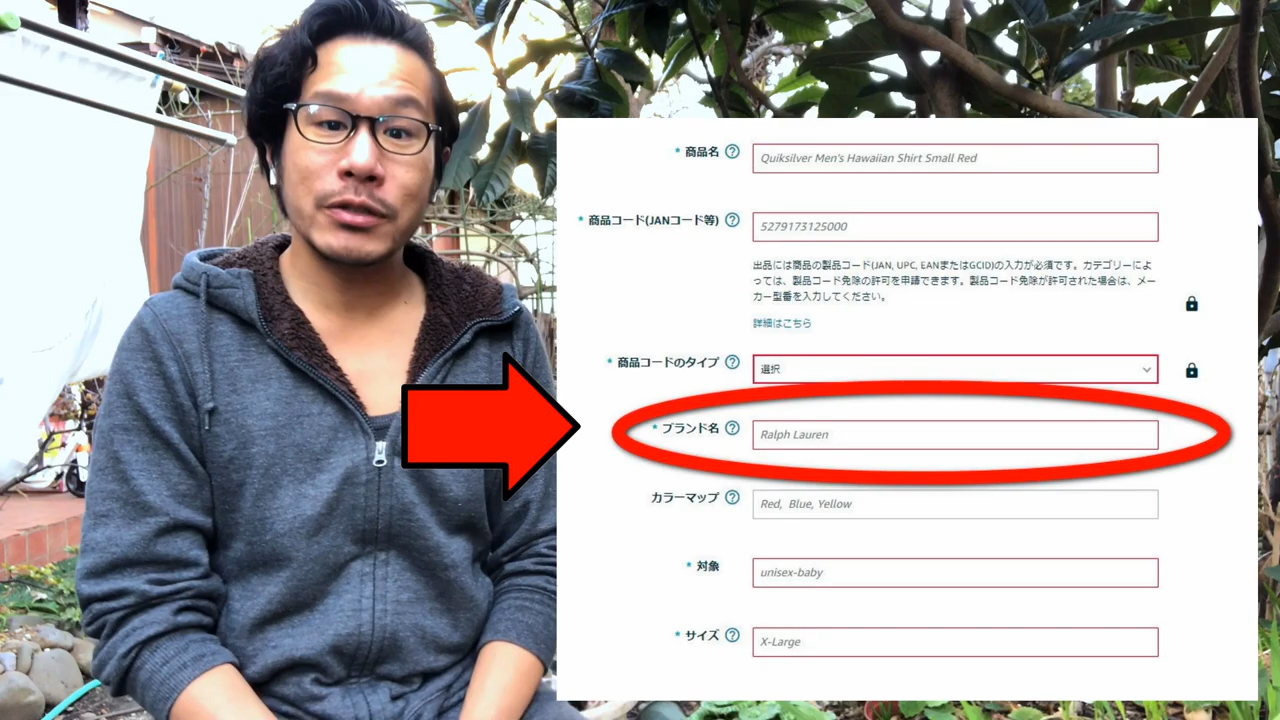 * 商品名
Quiksilver Men's Hawaiian Shirt Small Red
* 商品コード(JANコード等)
5279173125000
出品には商品の製品コード(JAN, UPC, EANまたはGCID)の入力が必須です。カテゴリーによ
っては、製品コード免除の許可を申請できます。製品コード免除が許可された場合は、メー
カー型番を入力してください。
詳細はこちら
* 商品コードのタイプ
選択
* ブランド名
Ralph Lauren
カラーマップ
Red, Blue, Yellow
* 対象
unisex-baby
* サイズ
X-Large